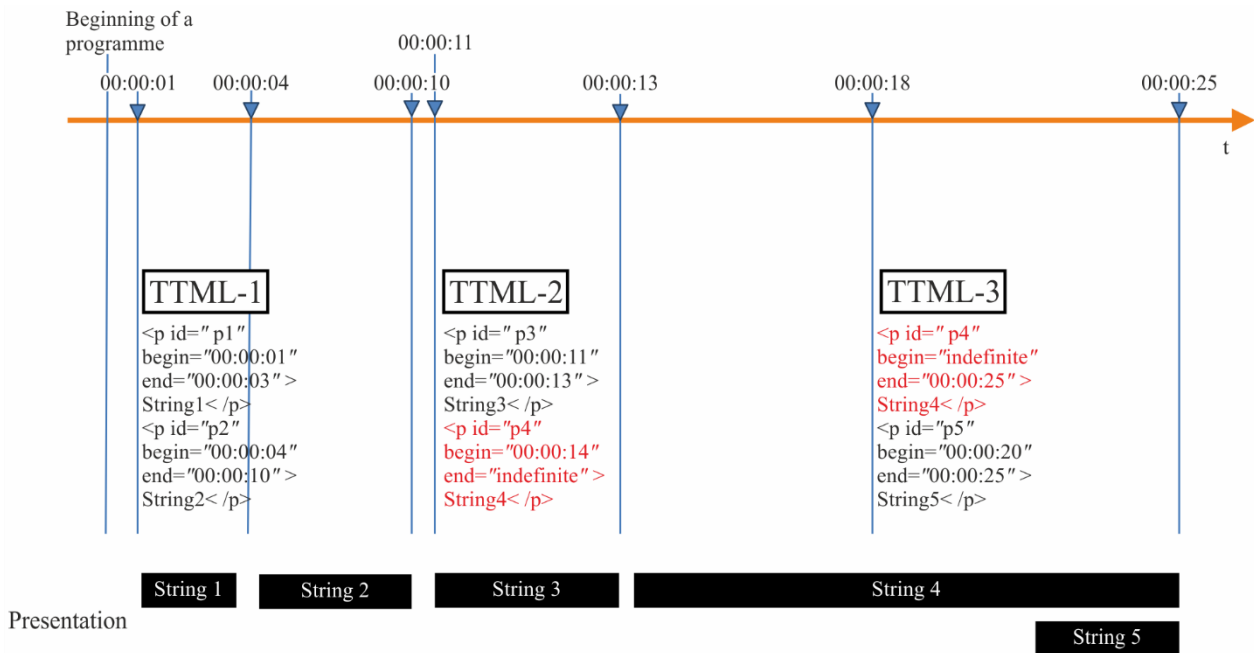 Beginning of a
programme
00:00:11
00:00:01
00:00:04
00:00:10
00:00:13
00:00:18
00:00:25
t
TTML-1
<p id="p1"
begin="00:00:01"
end="00:00:03" >
String1< /p>
<p id="p2"
begin="00:00:04"
end="00:00:10" >
String2< /p>
TTML-2
<p id="p3"
begin="00:00:11"
end="00:00:13" >
String3< /p>
<p id="p4"
begin="00:00:14"
end="indefinite" >
String4< /p>
TTML-3
<p id="p4"
begin="indefinite"
end="00:00:25" >
String4< /p>
<p id="p5"
begin="00:00:20"
end="00:00:25" >
String5< /p>
String 1
String 2
String 3
String 4
Presentation
String 5